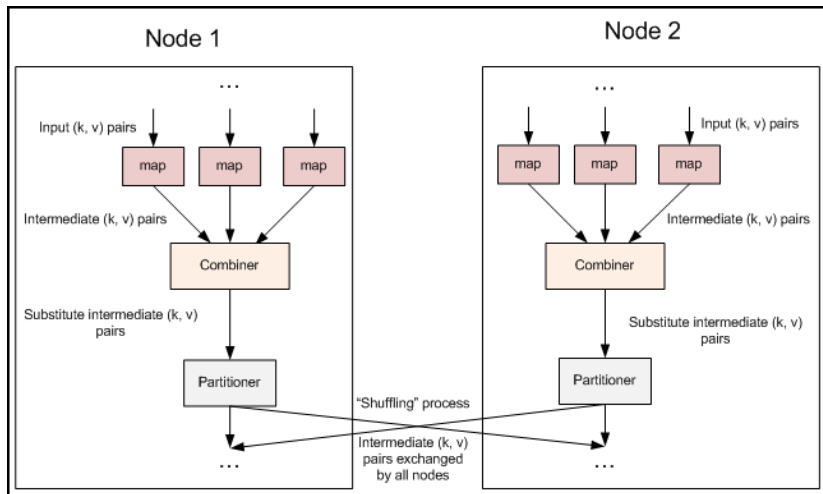 Node 1
Node 2
...
...
Input (k, v) pairs
Input (k, v) pairs
map
map
map
map
map
map
Intermediate (k, v) pairs
Intermediate (k, v) pairs
Combiner
Combiner
Substitute intermediate (k, v)
pairs
Substitute intermediate (k, v)
pairs
Partitioner
Partitioner
“Shuffling” process
Intermediate (k, v)
pairs exchanged
by all nodes
...
...